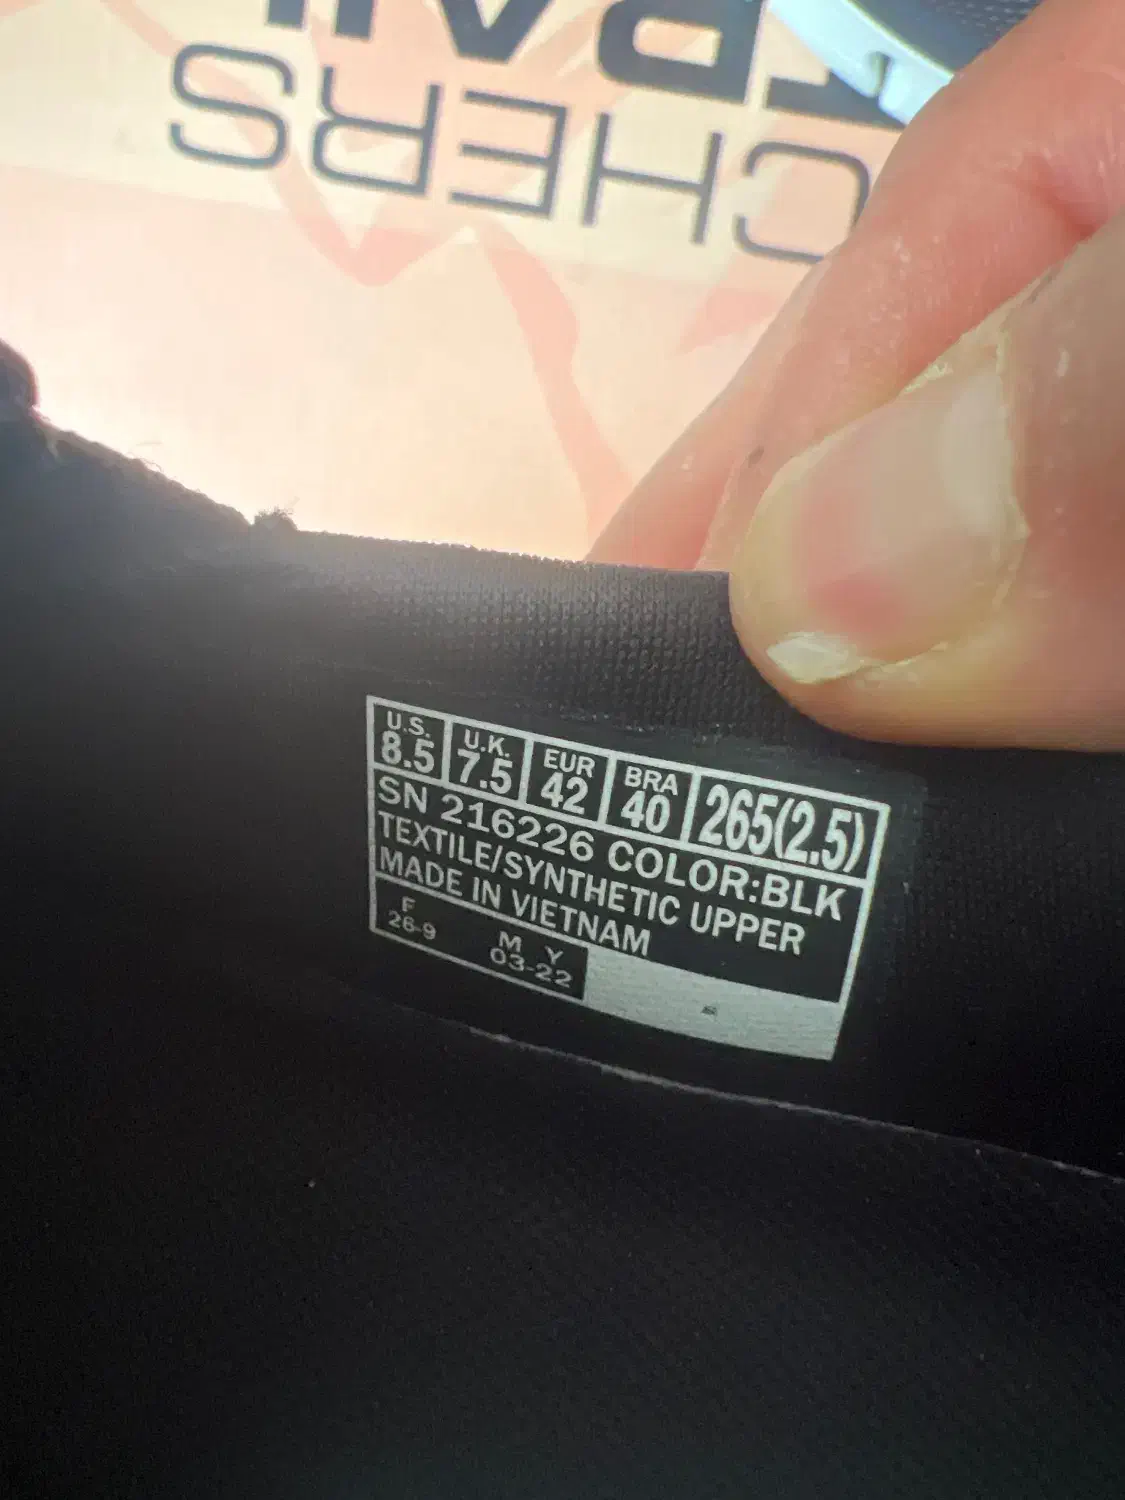 CHERS
U.S. 8.5 U.K. 7.5 EUR 42 BRA 40 265(2.5)
SN 216226 COLOR:BLK
TEXTILE/SYNTHETIC UPPER
MADE IN VIETNAM
F M Y
26-9 03-22